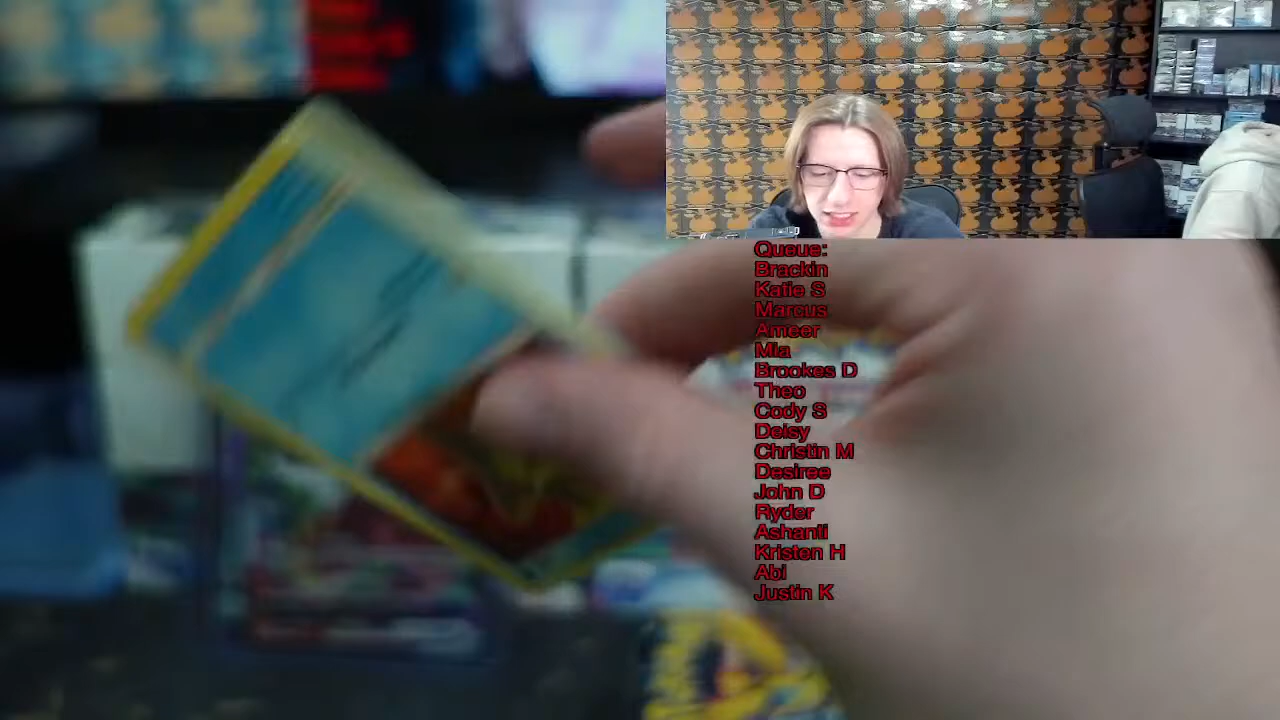 Queue:
Brackin
Katie S
Marcus
Ameer
Mia
Brookes D
Theo
Cody S
Deisy
Christin M
Desiree
John D
Ryder
Ashanti
Kristen H
Abi
Justin K